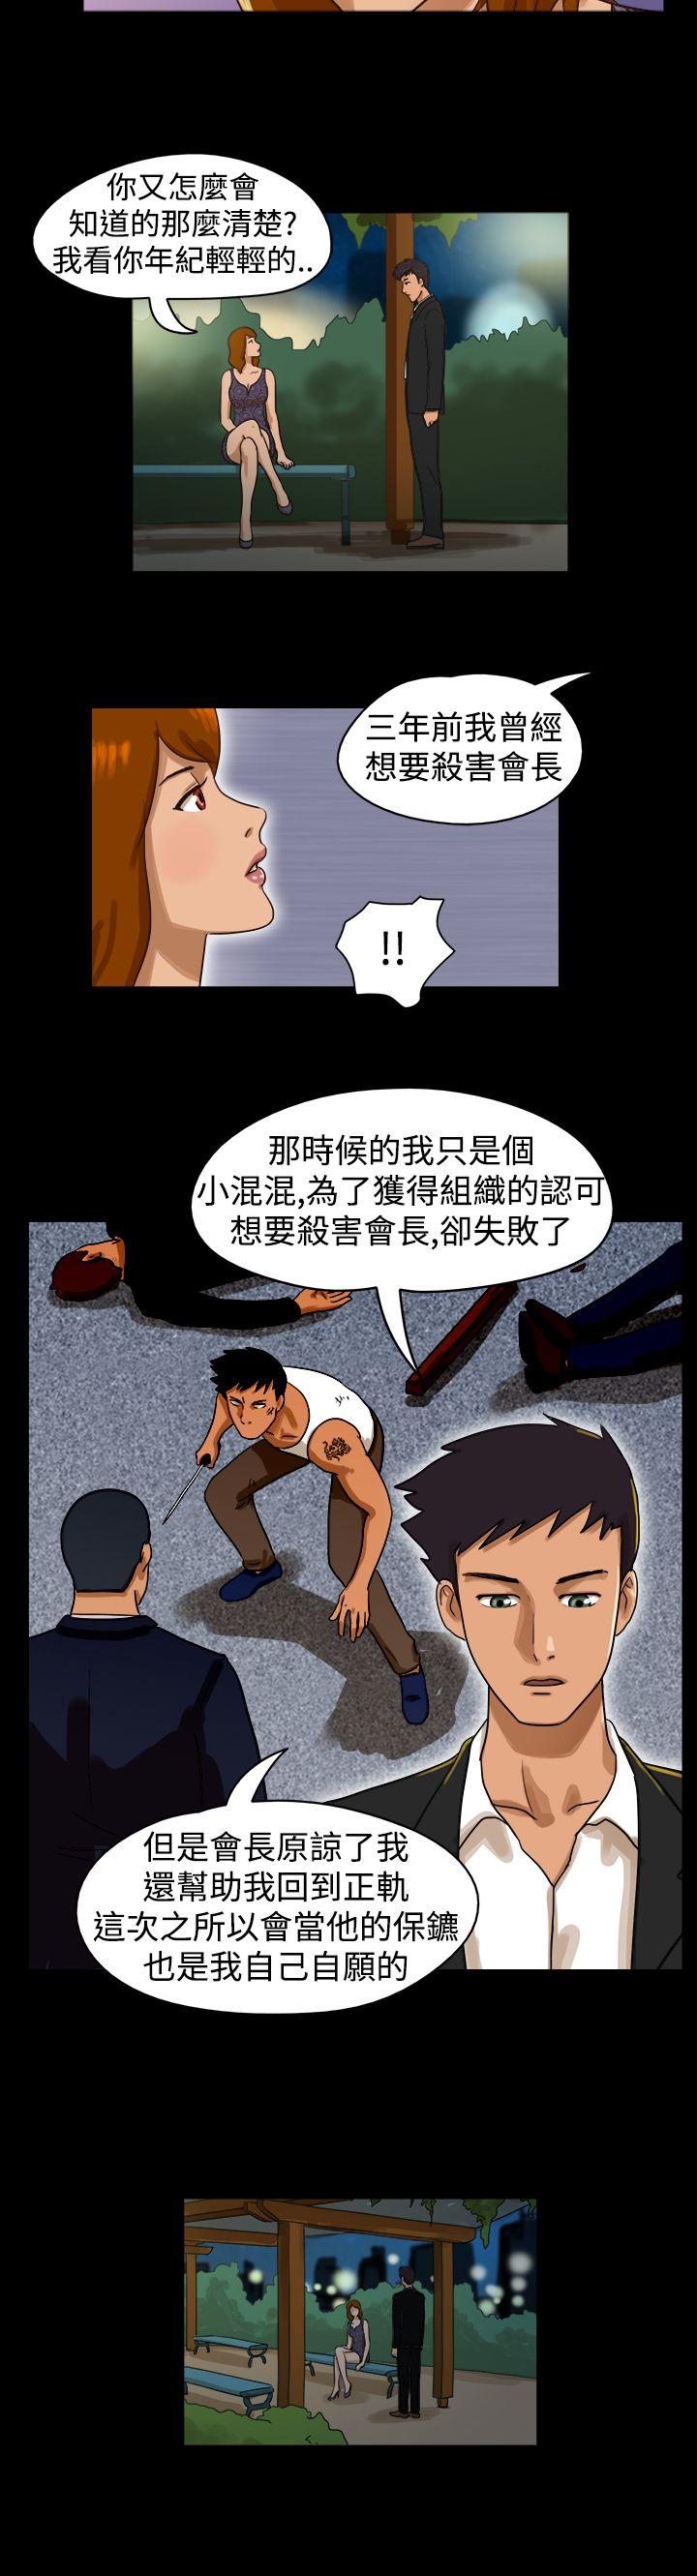 你又怎麼會
知道的那麼清楚?
我看你年紀輕輕的..
三年前我曾經
想要殺害會長
!!
那時候的我只是個
小混混,為了獲得組織的認可
想要殺害會長,卻失敗了
但是會長原諒了我
還幫助我回到正軌
這次之所以會當他的保鑣
也是我自己自願的